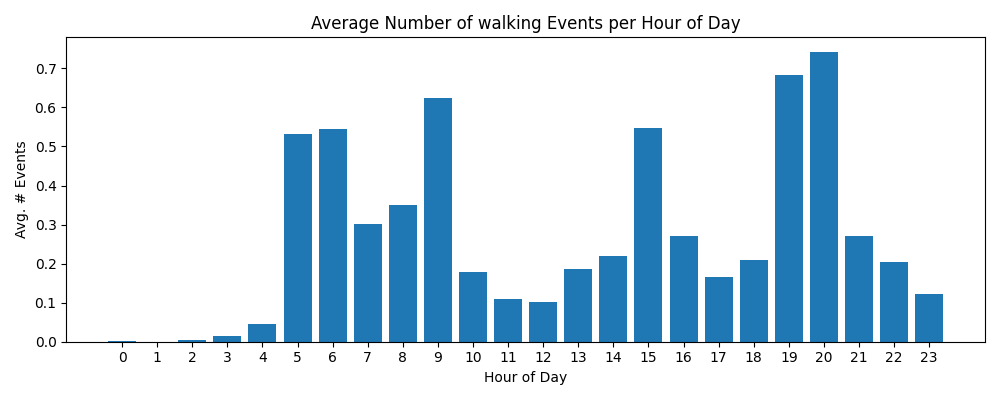 Average Number of walking Events per Hour of Day
Avg. # Events
0.7
0.6
0.5
0.4
0.3
0.2
0.1
0.0
0 1 2 3 4 5 6 7 8 9 10 11 12 13 14 15 16 17 18 19 20 21 22 23
Hour of Day